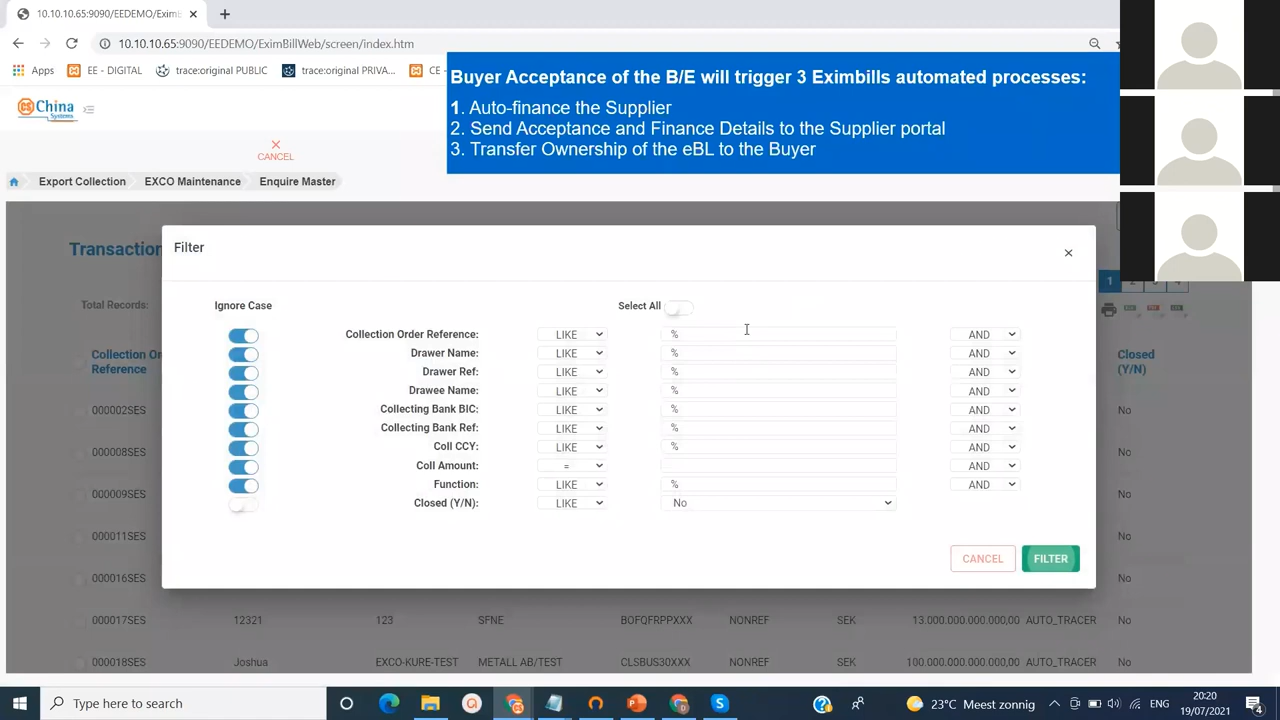 10.10.10.65:9090/EEDEMO/Exim
10.10.10.65:9090/EEDEMO/EximBillWeb/screen/index.htm
Apps
EE - DIGITAL
trace:original PUBLIC
trace:original PRIVA...
CE -
Buyer Acceptance of the B/E will trigger 3 Eximbills automated processes:
1. Auto-finance the Supplier
2. Send Acceptance and Finance Details to the Supplier portal
3. Transfer Ownership of the eBL to the Buyer
China
Systems
CANCEL
Export Collection
EXCO Maintenance
Enquire Master
Transaction
Total Records:
1 2 3 4
Filter
Ignore Case
Select All
Collection Order Reference: LIKE % AND
Drawer Name: LIKE % AND
Drawer Ref: LIKE % AND
Drawee Name: LIKE % AND
Collecting Bank BIC: LIKE % AND
Collecting Bank Ref: LIKE % AND
Coll CCY: LIKE % AND
Coll Amount: = AND
Function: LIKE % AND
Closed (Y/N): LIKE No
CANCEL FILTER
Collection Or
Reference
Closed
(Y/N)
000002SES No
000008SES No
000009SES No
000011SES No
000016SES No
000017SES 12321 123 SFNE BOFQFRPPXXX NONREF SEK 13.000.000.000.000,00 AUTO_TRACER No
000018SES Joshua EXCO-KURE-TEST METALL AB/TEST CLSBUS30XXX NONREF SEK 100.000.000.000.000,00 AUTO_TRACER No
Type here to search
23°C Meest zonnig
ENG
20:20
19/07/2021
4